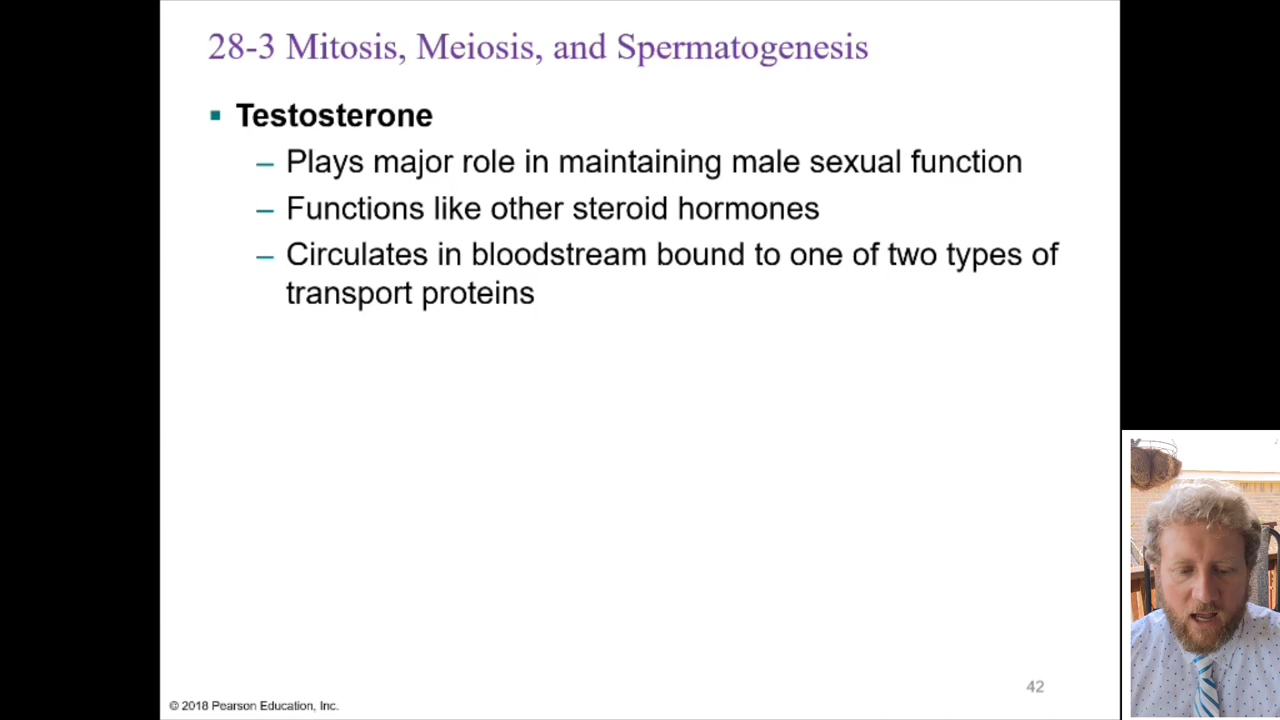 28-3 Mitosis, Meiosis, and Spermatogenesis
▪ Testosterone
– Plays major role in maintaining male sexual function
– Functions like other steroid hormones
– Circulates in bloodstream bound to one of two types of
transport proteins
42
© 2018 Pearson Education, Inc.